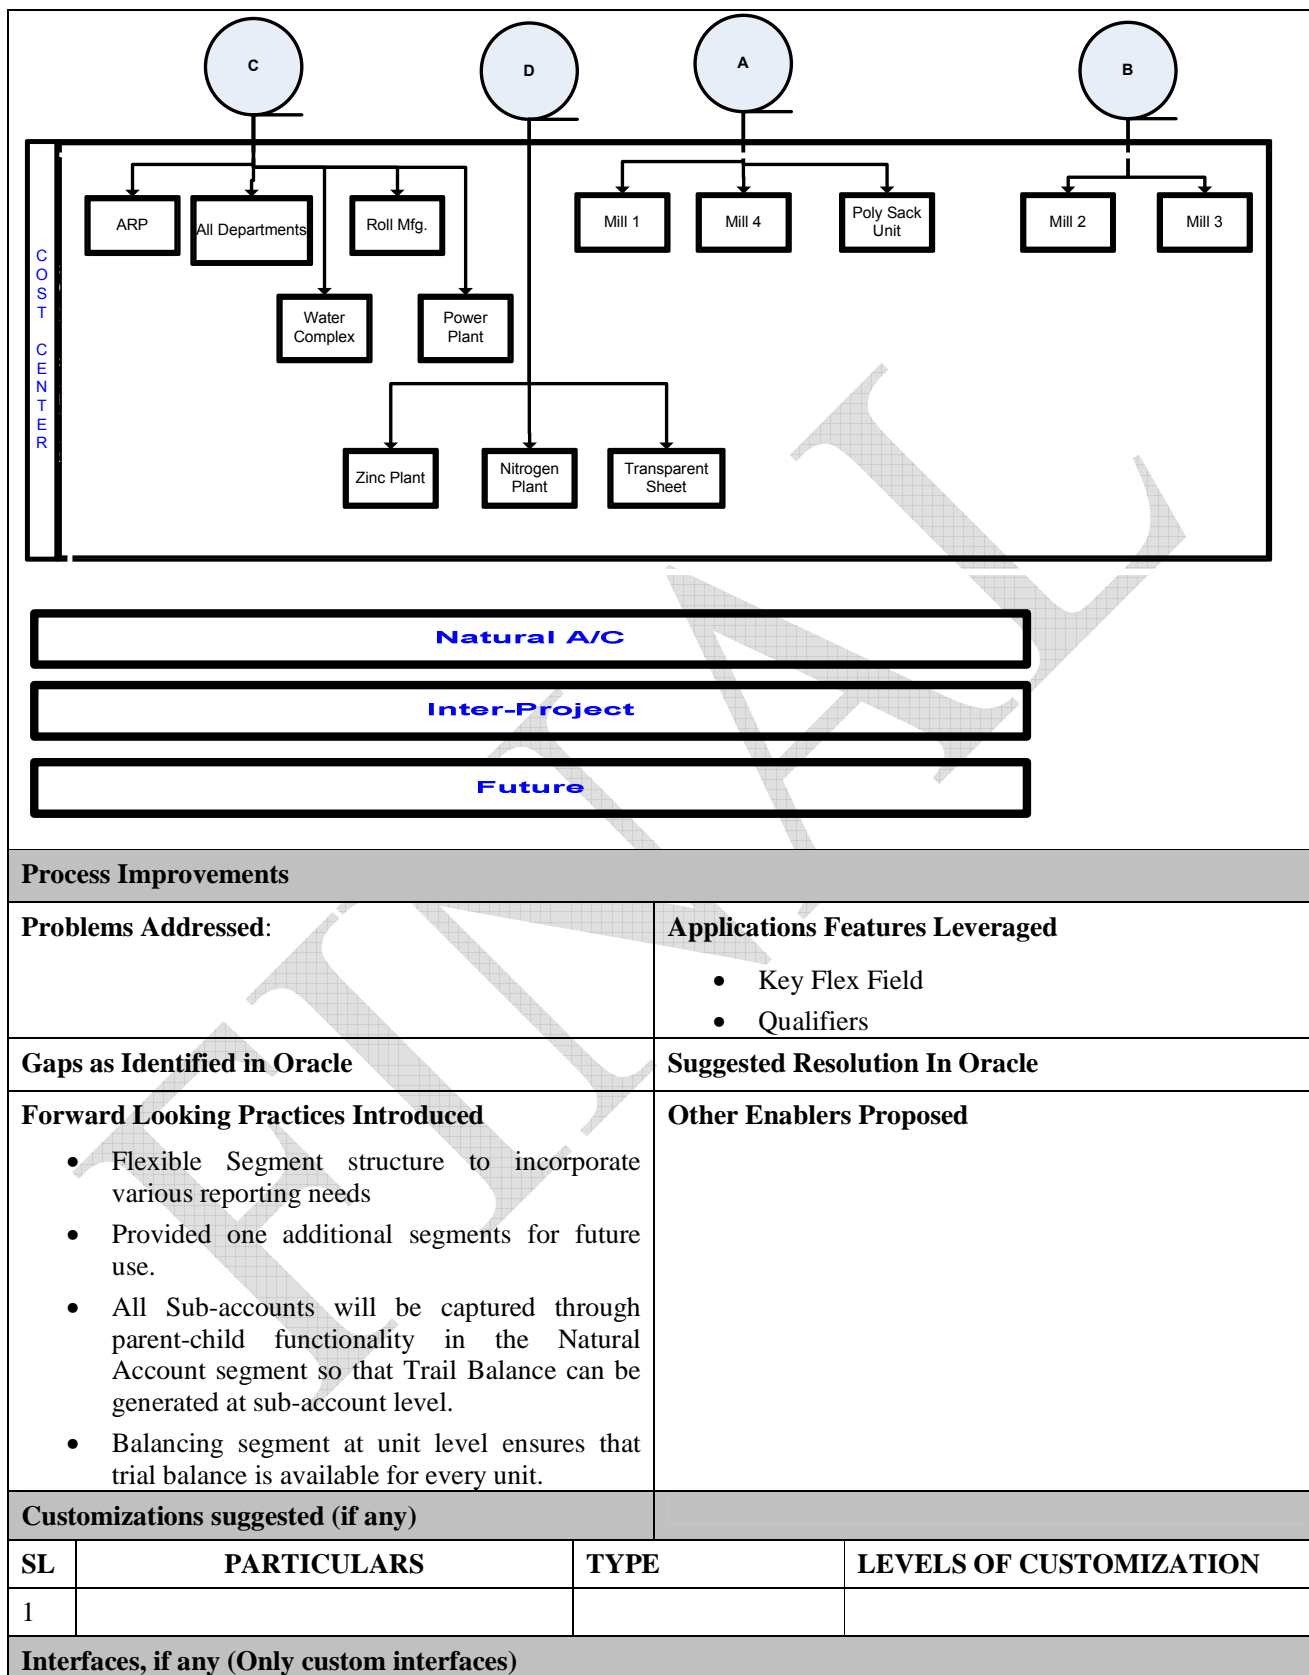 C
D
A
B
COST CENTER
ARP
All Departments
Roll Mfg.
Mill 1
Mill 4
Poly Sack
Unit
Mill 2
Mill 3
Water
Complex
Power
Plant
Zinc Plant
Nitrogen
Plant
Transparent
Sheet
Natural A/C
Inter-Project
Future
FINAL
Process Improvements
Problems Addressed:
Applications Features Leveraged
• Key Flex Field
• Qualifiers
Gaps as Identified in Oracle
Suggested Resolution In Oracle
Forward Looking Practices Introduced
• Flexible Segment structure to incorporate
various reporting needs
• Provided one additional segments for future
use.
• All Sub-accounts will be captured through
parent-child functionality in the Natural
Account segment so that Trail Balance can be
generated at sub-account level.
• Balancing segment at unit level ensures that
trial balance is available for every unit.
Other Enablers Proposed
Customizations suggested (if any)
SL PARTICULARS TYPE LEVELS OF CUSTOMIZATION
1
Interfaces, if any (Only custom interfaces)